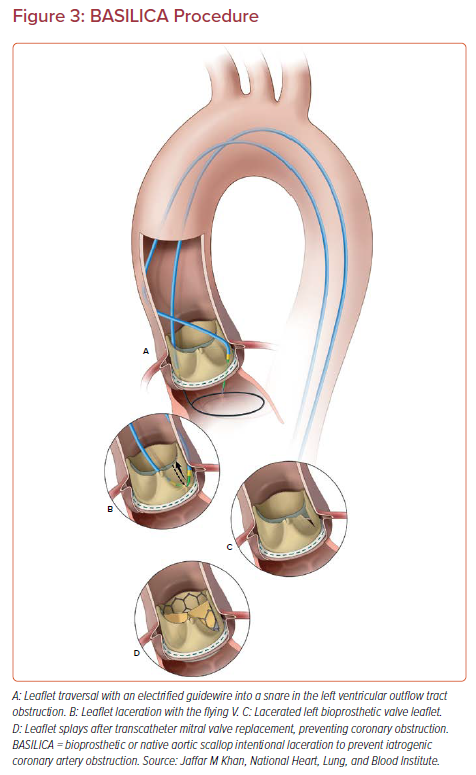 Figure 3: BASILICA Procedure
A
B
C
D
A: Leaflet traversal with an electrified guidewire into a snare in the left ventricular outflow tract
obstruction. B: Leaflet laceration with the flying V. C: Lacerated left bioprosthetic valve leaflet.
D: Leaflet splays after transcatheter mitral valve replacement, preventing coronary obstruction.
BASILICA = bioprosthetic or native aortic scallop intentional laceration to prevent iatrogenic
coronary artery obstruction. Source: Jaffar M Khan, National Heart, Lung, and Blood Institute.